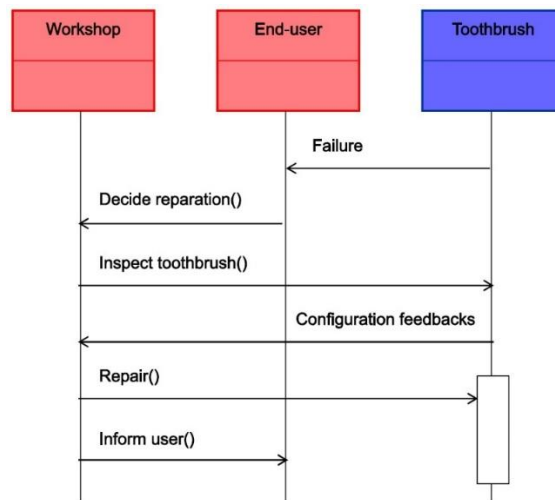 Workshop
End-user
Toothbrush
Failure
Decide reparation()
Inspect toothbrush()
Configuration feedbacks
Repair()
Inform user()